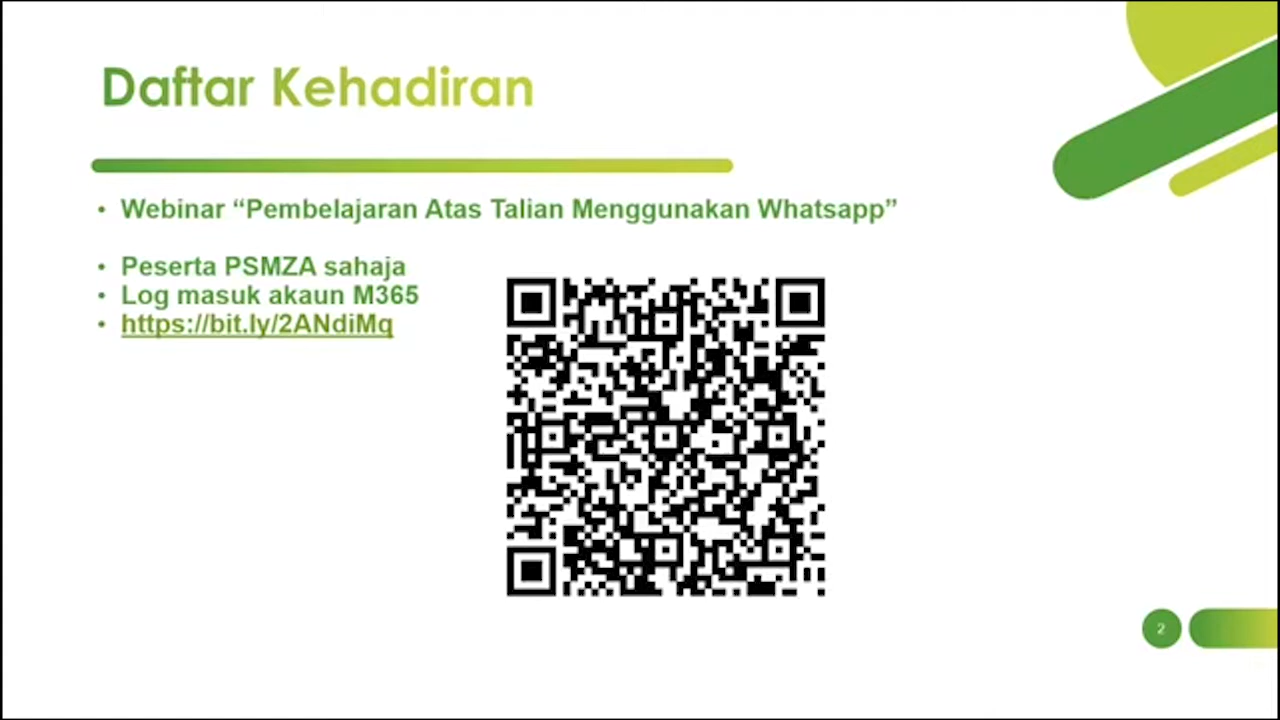 Daftar Kehadiran
• Webinar “Pembelajaran Atas Talian Menggunakan Whatsapp”
• Peserta PSMZA sahaja
• Log masuk akaun M365
• https://bit.ly/2ANdiMq
2